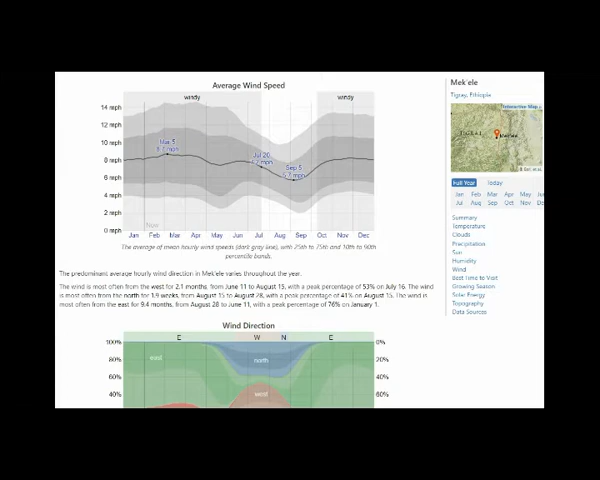 Average Wind Speed
windy
windy
14 mph
12 mph
10 mph
8 mph
6 mph
4 mph
2 mph
0 mph
Mar 5
Jul 20
Sep 5
5.7 mph
Now
Jan Feb Mar Apr May Jun Jul Aug Sep Oct Nov Dec
The average of mean hourly wind speeds (dark gray line), with 25th to 75th and 10th to 90th
percentile bands.
The predominant average hourly wind direction in Mek'ele varies throughout the year.
The wind is most often from the west for 2.1 months, from June 11 to August 15, with a peak percentage of 53% on July 16. The wind
is most often from the north for 1.9 weeks, from August 15 to August 28, with a peak percentage of 41% on August 15. The wind is
most often from the east for 9.4 months, from August 28 to June 11, with a peak percentage of 76% on January 1.
Wind Direction
E W N E
100% 0%
80% 20%
60% 40%
40% 60%
east
north
west
Mek'ele
Tigray, Ethiopia
Interactive Map
Full Year Today
Jan Feb Mar Apr May
Jul Aug Sep Oct Nov
Summary
Temperature
Clouds
Precipitation
Sun
Humidity
Wind
Best Time to Visit
Growing Season
Solar Energy
Topography
Data Sources